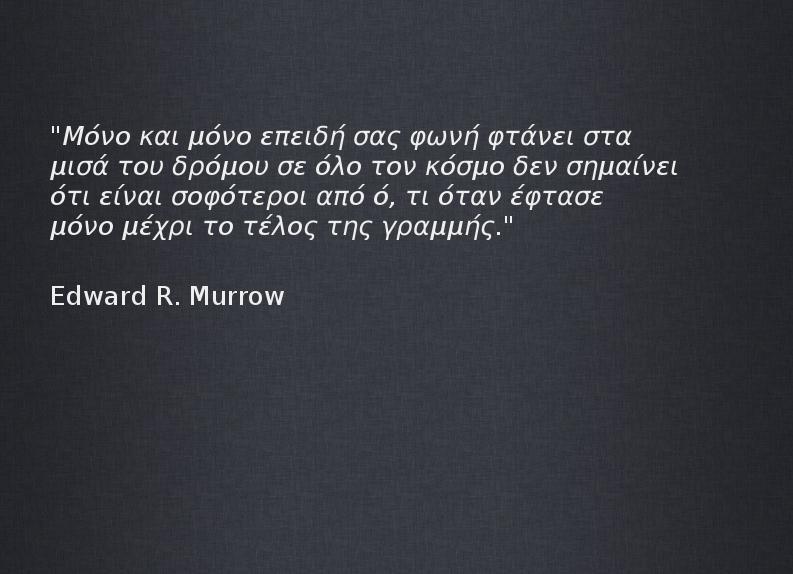 "Μόνο και μόνο επειδή σας φωνή φτάνει στα
μισά του δρόμου σε όλο τον κόσμο δεν σημαίνει
ότι είναι σοφότεροι από ό, τι όταν έφτασε
μόνο μέχρι το τέλος της γραμμής."
Edward R. Murrow